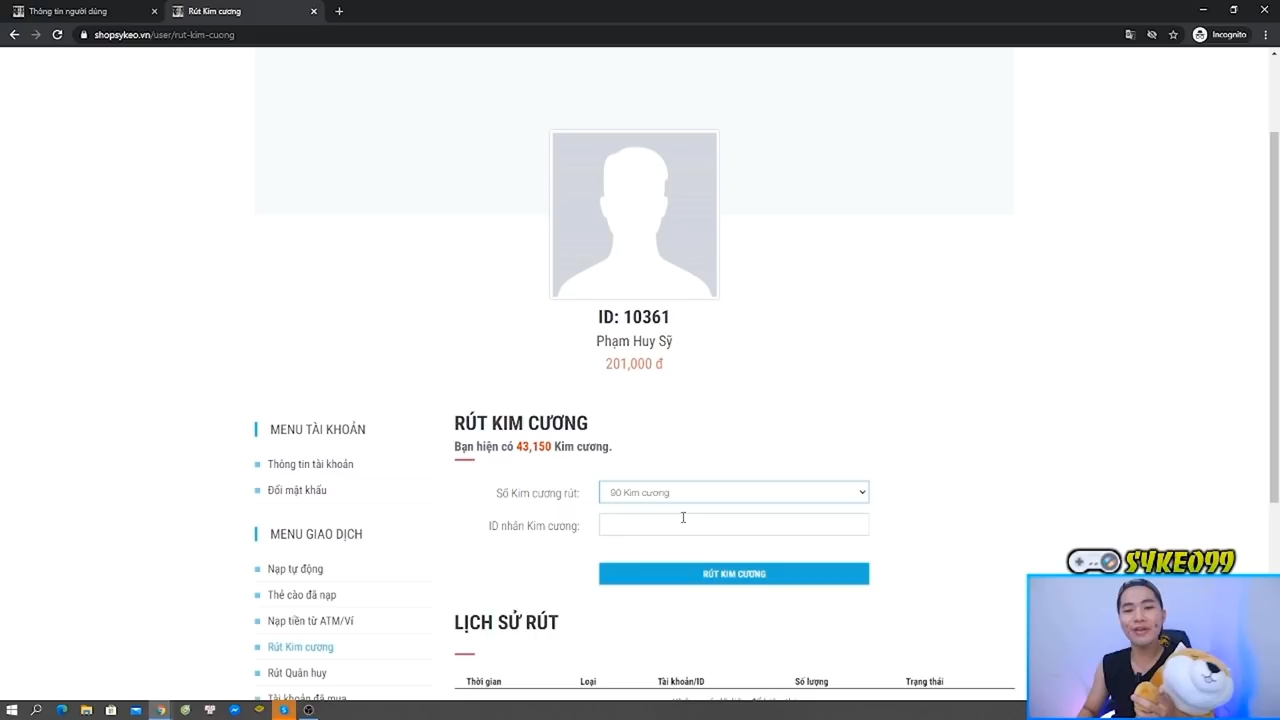 Thông tin người dùng
Rút Kim cương
shopsykeo.vn/user/rut-kim-cuong
Incognito
ID: 10361
Phạm Huy Sỹ
201,000 đ
MENU TÀI KHOẢN
Thông tin tài khoản
Đổi mật khẩu
MENU GIAO DỊCH
Nạp tự động
Thẻ cào đã nạp
Nạp tiền từ ATM/Ví
Rút Kim cương
Rút Quân huy
Tài khoản đã mua
RÚT KIM CƯƠNG
Bạn hiện có 43,150 Kim cương.
Số Kim cương rút:
90 Kim cương
ID nhận Kim cương:
RÚT KIM CƯƠNG
LỊCH SỬ RÚT
Thời gian Loại Tài khoản/ID Số lượng Trạng thái
SYKEO99